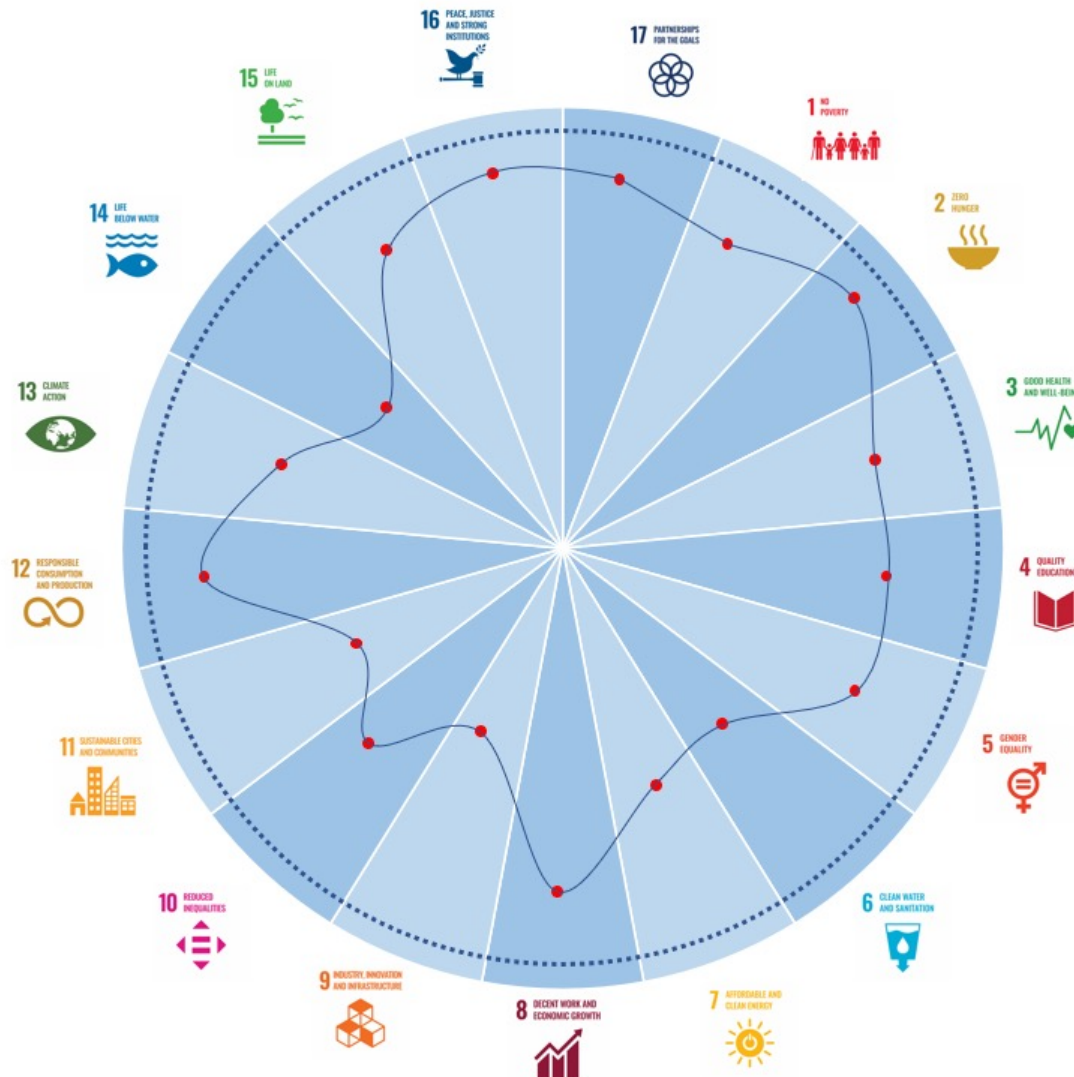 1 NO
POVERTY
2 ZERO
HUNGER
3 GOOD HEALTH
AND WELL-BEIN
4 QUALITY
EDUCATION
5 GENDER
EQUALITY
6 CLEAN WATER
AND SANITATION
7 AFFORDABLE AND
CLEAN ENERGY
8 DECENT WORK AND
ECONOMIC GROWTH
9 INDUSTRY, INNOVATION
AND INFRASTRUCTURE
10 REDUCED
INEQUALITIES
11 SUSTAINABLE CITIES
AND COMMUNITIES
12 RESPONSIBLE
CONSUMPTION
AND PRODUCTION
13 CLIMATE
ACTION
14 LIFE
BELOW WATER
15 LIFE
ON LAND
16 PEACE, JUSTICE
AND STRONG
INSTITUTIONS
17 PARTNERSHIPS
FOR THE GOALS